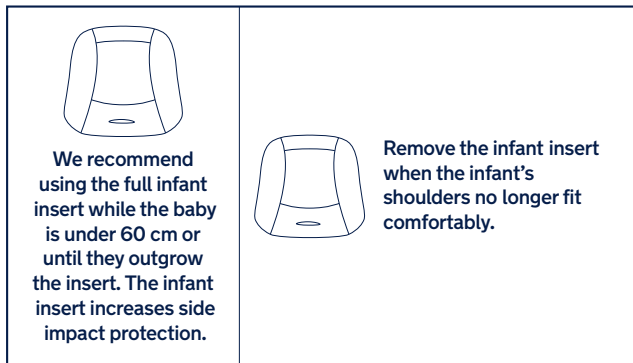 We recommend
using the full infant
insert while the baby
is under 60 cm or
until they outgrow
the insert. The infant
insert increases side
impact protection.
Remove the infant insert
when the infant’s
shoulders no longer fit
comfortably.